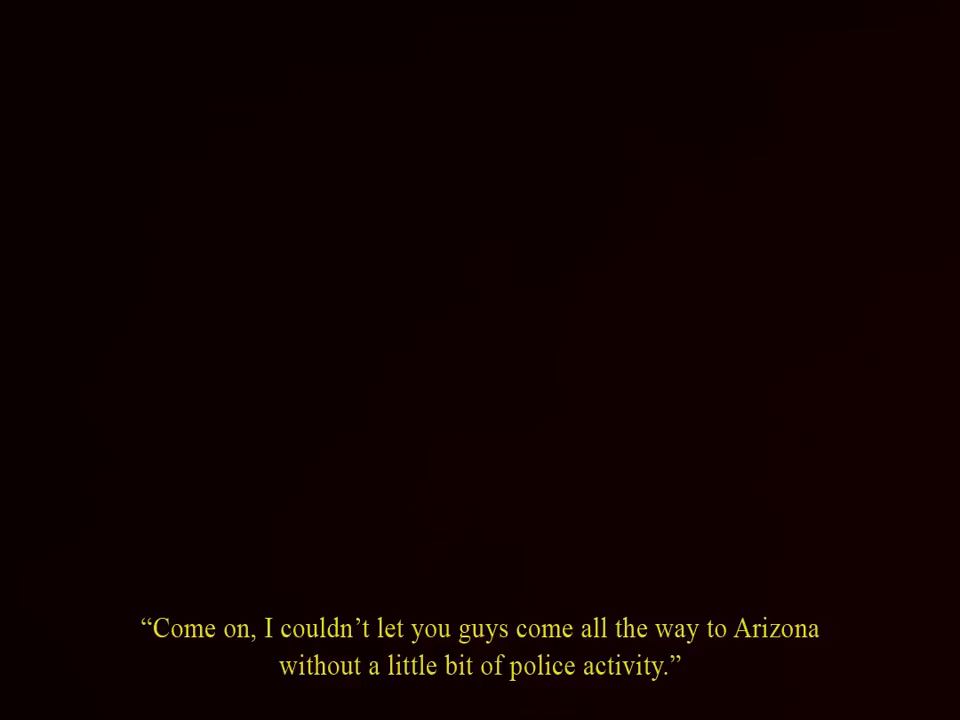 “Come on, I couldn’t let you guys come all the way to Arizona
without a little bit of police activity.”